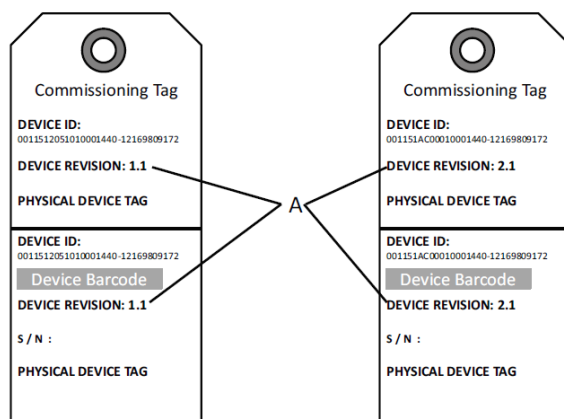 Commissioning Tag
DEVICE ID:
0011512051010001440-12169809172
DEVICE REVISION: 1.1
PHYSICAL DEVICE TAG
DEVICE ID:
0011512051010001440-12169809172
Device Barcode
DEVICE REVISION: 1.1
S / N :
PHYSICAL DEVICE TAG
A
Commissioning Tag
DEVICE ID:
001151AC00010001440-12169809172
DEVICE REVISION: 2.1
PHYSICAL DEVICE TAG
DEVICE ID:
001151AC00010001440-12169809172
Device Barcode
DEVICE REVISION: 2.1
S / N :
PHYSICAL DEVICE TAG